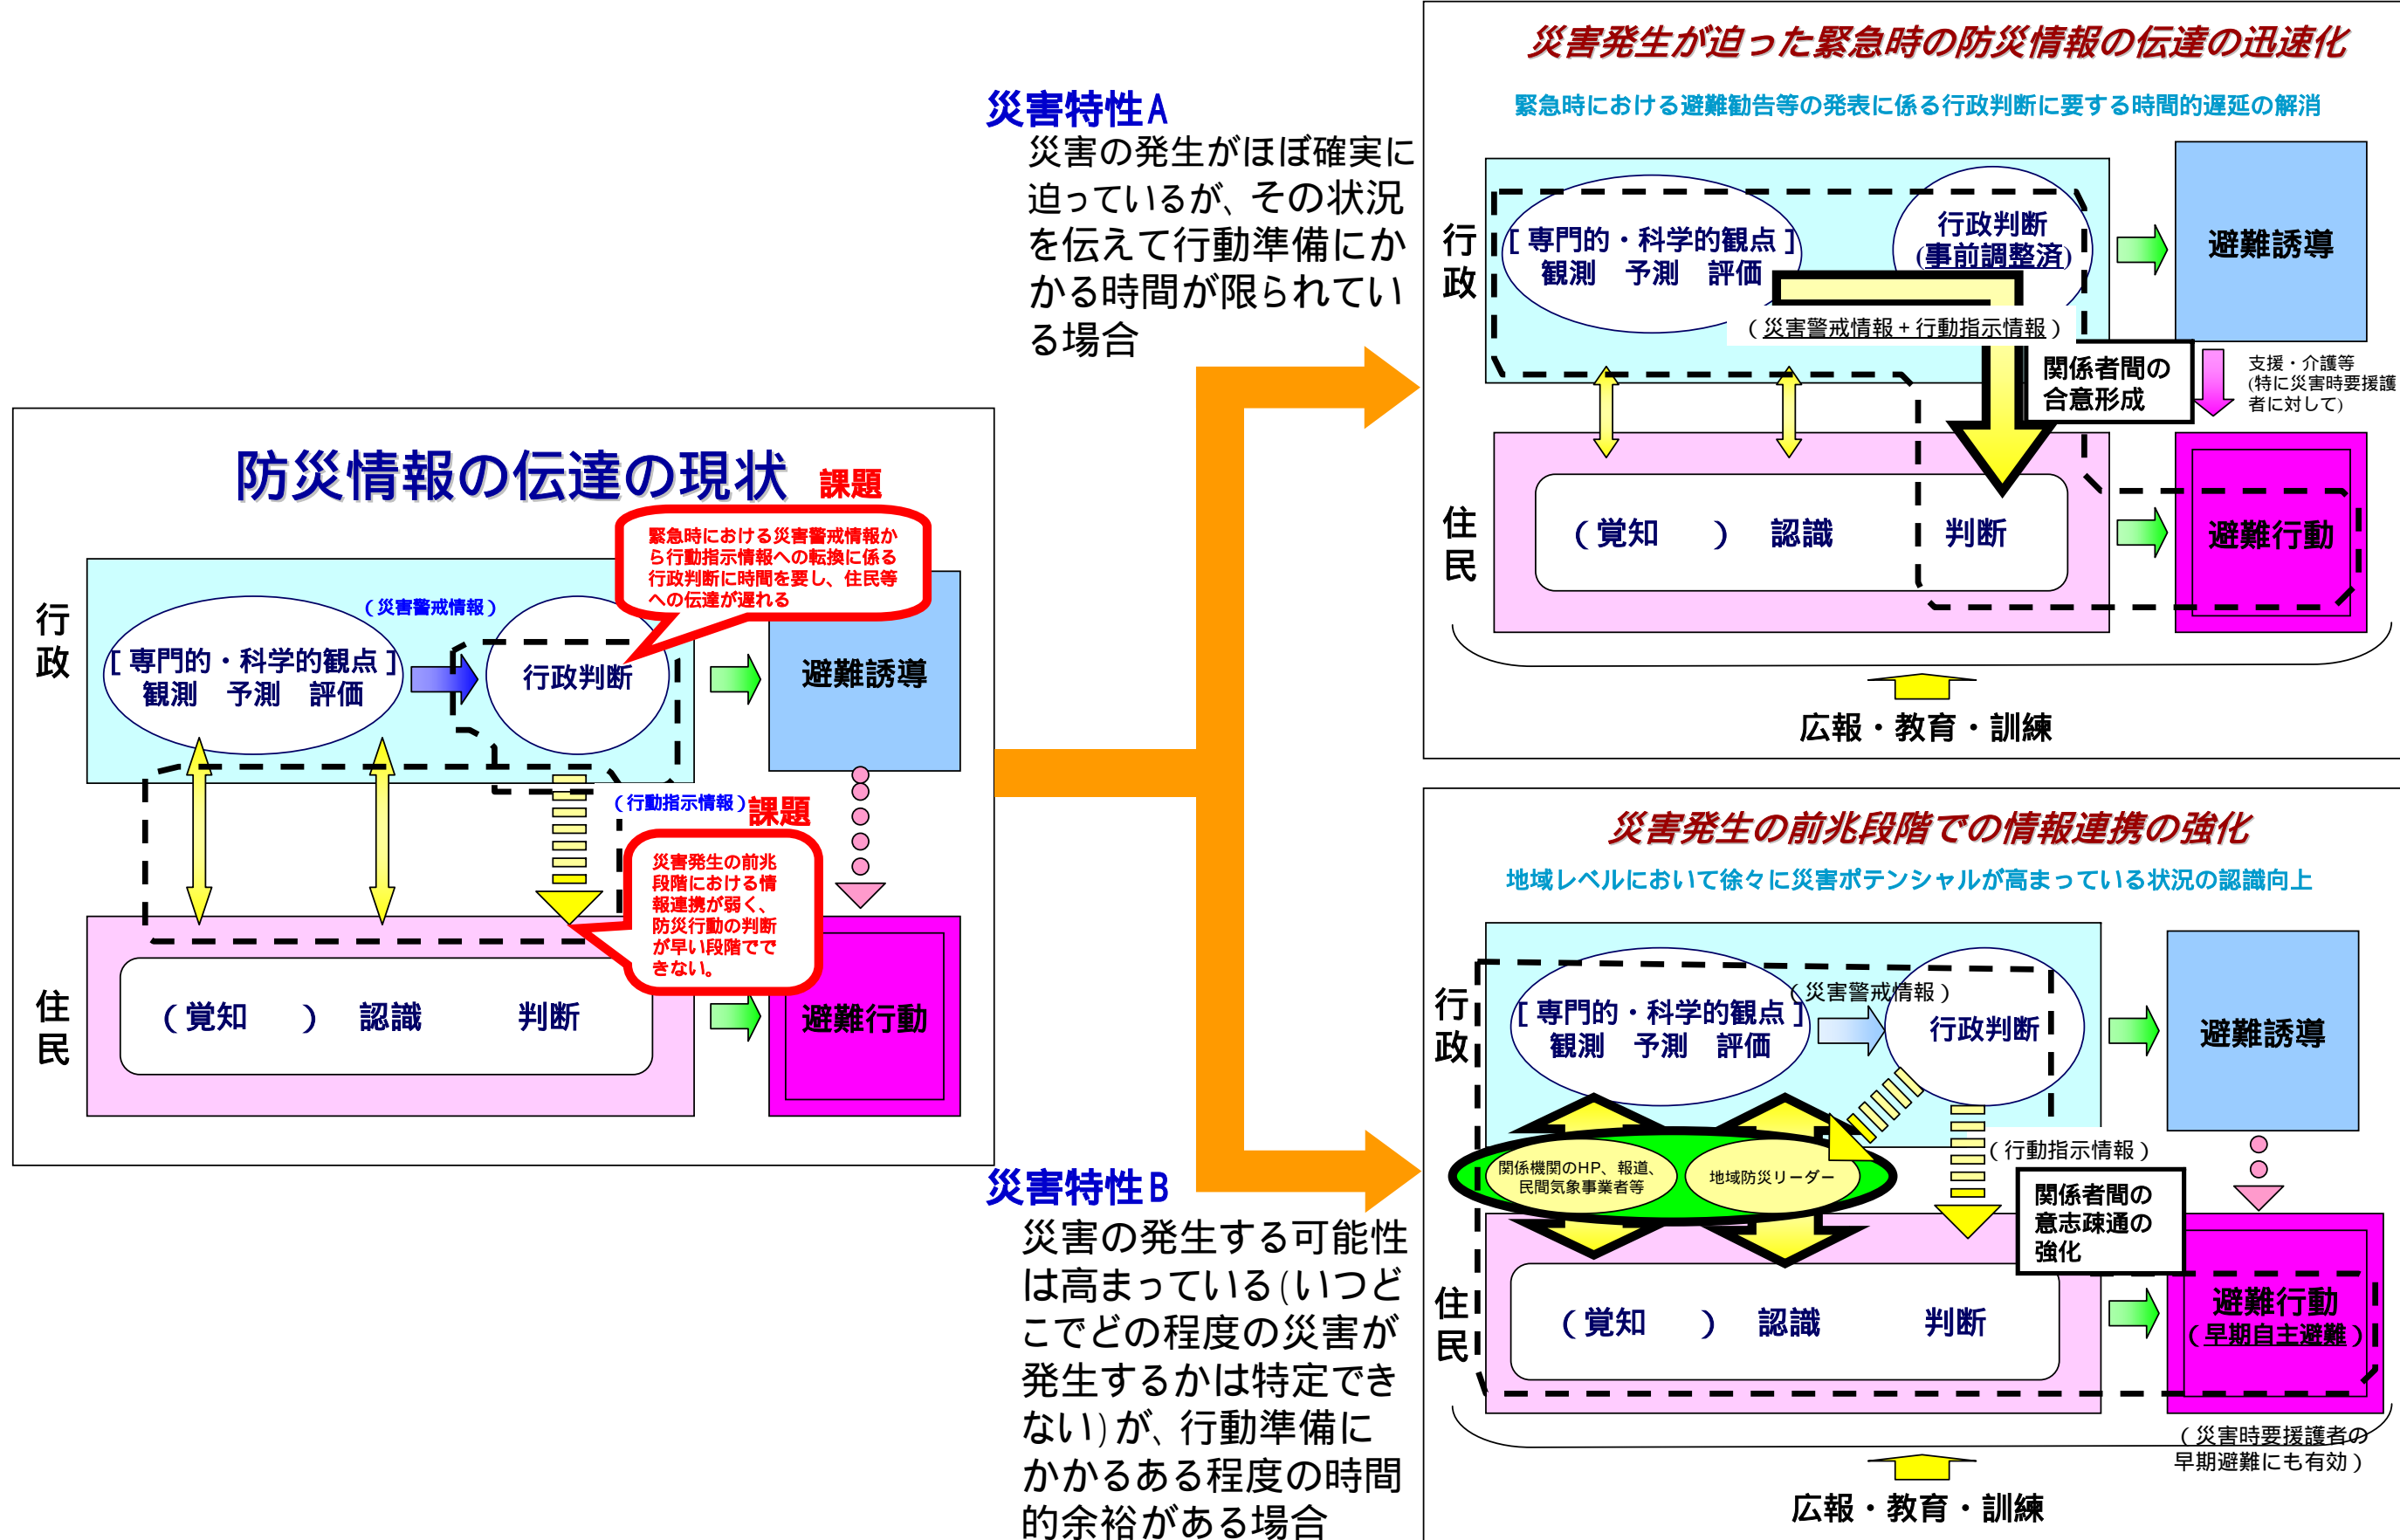 防災情報の伝達の現状
課題
緊急時における災害警戒情報か
ら行動指示情報への転換に係る
行政判断に時間を要し、住民等
への伝達が遅れる
行
政
（災害警戒情報）
[専門的・科学的観点]
観測　予測　評価
行政判断
避難誘導
（行動指示情報）
課題
災害発生の前兆
段階における情
報連携が弱く、
防災行動の判断
が早い段階でで
きない。
住
民
（覚知　）　認識　　判断
避難行動
災害特性A
災害の発生がほぼ確実に
迫っているが、その状況
を伝えて行動準備にか
かる時間が限られてい
る場合
災害特性B
災害の発生する可能性
は高まっている(いつど
こでどの程度の災害が
発生するかは特定でき
ない)が、行動準備に
かかるある程度の時間
的余裕がある場合
災害発生が迫った緊急時の防災情報の伝達の迅速化
緊急時における避難勧告等の発表に係る行政判断に要する時間的遅延の解消
行
政
[専門的・科学的観点]
観測　予測　評価
行政判断
(事前調整済)
避難誘導
（災害警戒情報+行動指示情報）
関係者間の
合意形成
支援・介護等
(特に災害時要援護
者に対して)
住
民
（覚知　）　認識　　判断
避難行動
広報・教育・訓練
災害発生の前兆段階での情報連携の強化
地域レベルにおいて徐々に災害ポテンシャルが高まっている状況の認識向上
行
政
[専門的・科学的観点]
観測　予測　評価
（災害警戒情報）
行政判断
避難誘導
関係機関のHP、報道、
民間気象事業者等
地域防災リーダー
（行動指示情報）
関係者間の
意志疎通の
強化
住
民
（覚知　）　認識　　判断
避難行動
（早期自主避難）
（災害時要援護者の
早期避難にも有効）
広報・教育・訓練